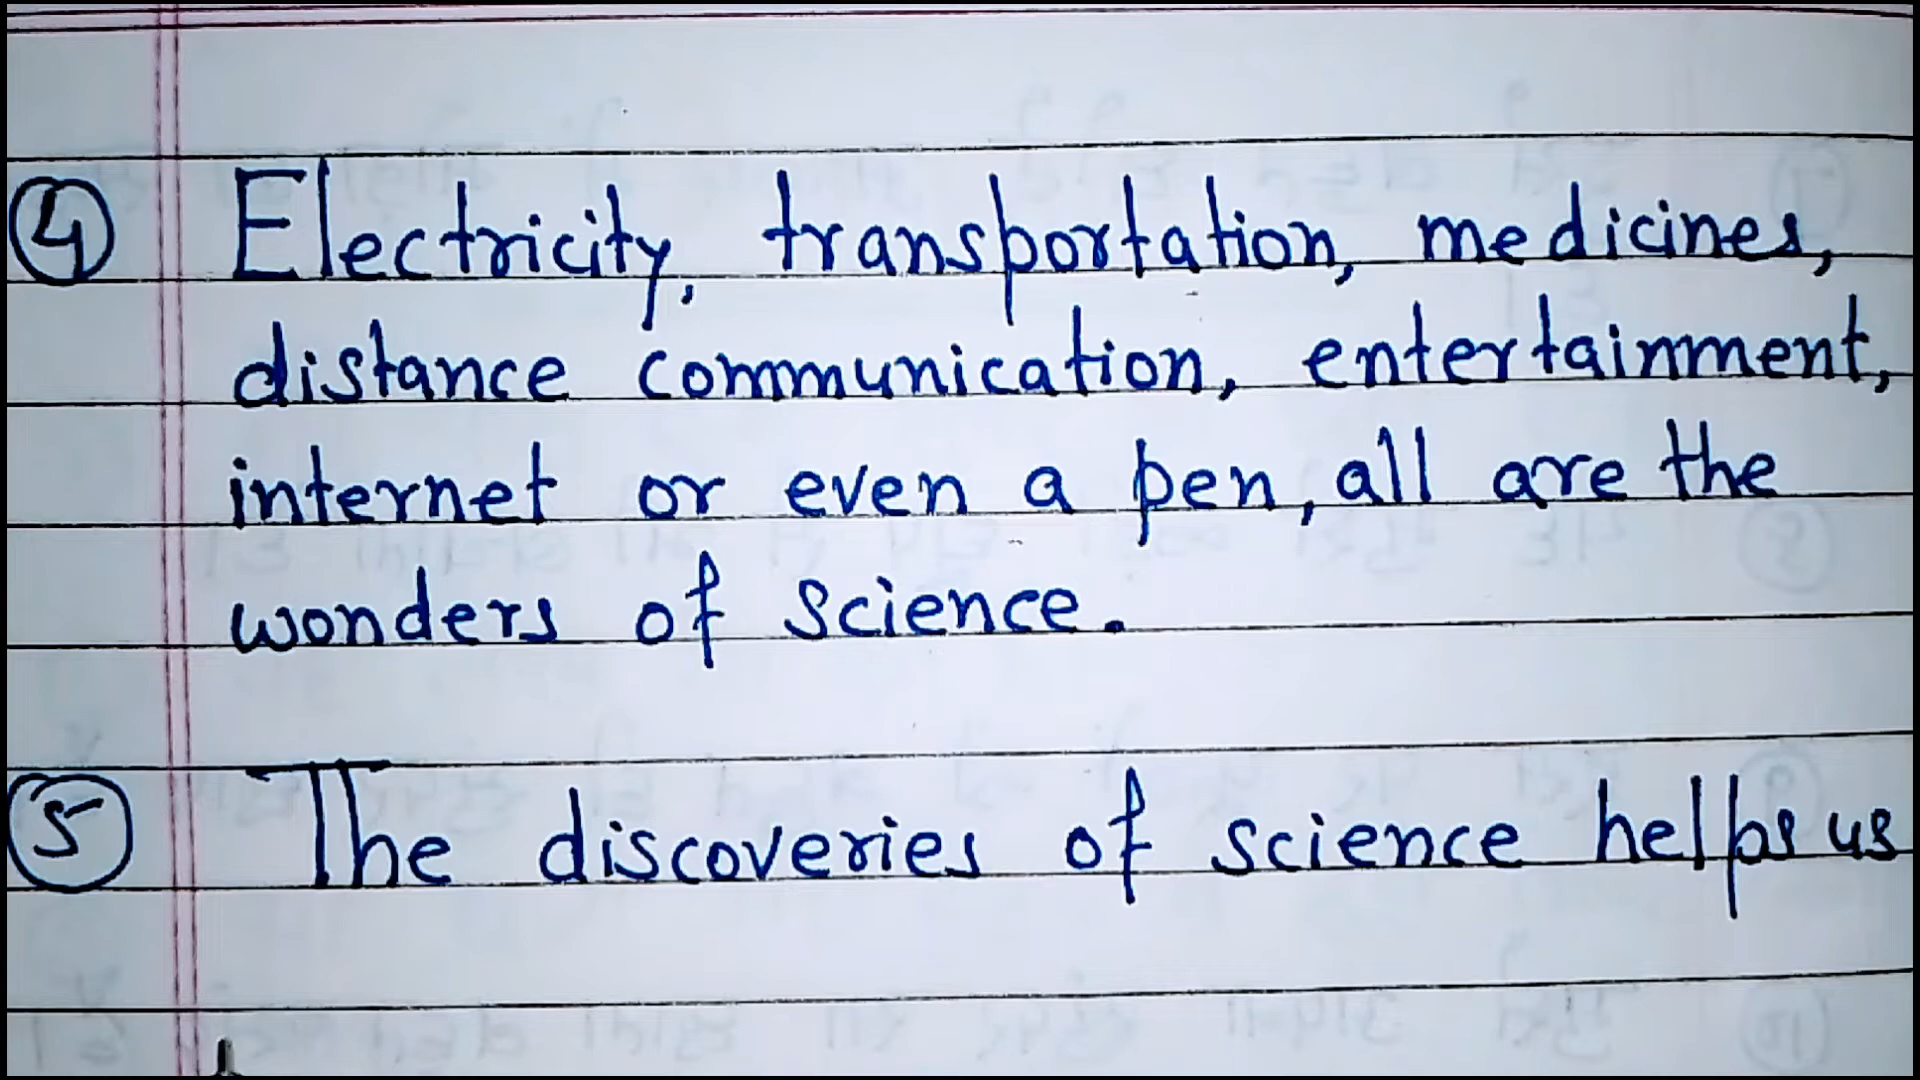 4 Electricity, transportation, medicines,
distance communication, entertainment,
internet or even a pen, all are the
wonders of science.
5 The discoveries of science helps us